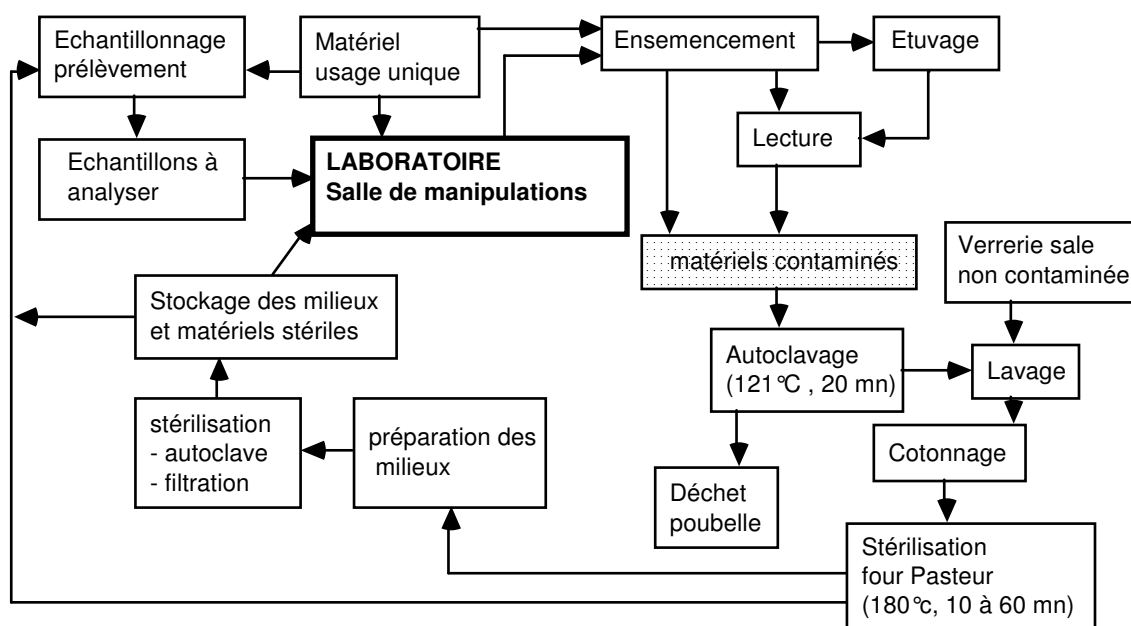 Echantillonnage
prélèvement
Matériel
usage unique
Ensemencement
Etuvage
Lecture
Echantillons à
analyser
LABORATOIRE
Salle de manipulations
matériels contaminés
Verrerie sale
non contaminée
Stockage des milieux
et matériels stériles
Autoclavage
(121°C , 20 mn)
Lavage
stérilisation
- autoclave
- filtration
préparation des
milieux
Cotonnage
Déchet
poubelle
Stérilisation
four Pasteur
(180°c, 10 à 60 mn)